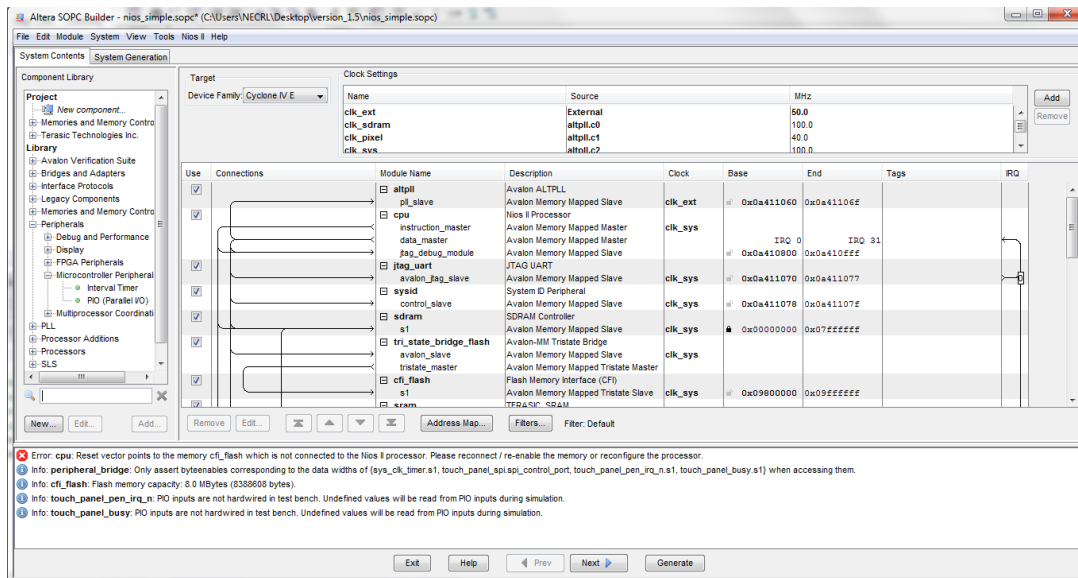 Altera SOPC Builder - nios_simple.sopc* (C:\Users\NECRL\Desktop\version_1.5\nios_simple.sopc)
File Edit Module System View Tools Nios II Help
System Contents System Generation
Component Library
Project
New component...
Memories and Memory Contro
Terasic Technologies Inc.
Library
Avalon Verification Suite
Bridges and Adapters
Interface Protocols
Legacy Components
Memories and Memory Contro
Peripherals
Debug and Performance
Display
FPGA Peripherals
Microcontroller Peripheral
Interval Timer
PIO (Parallel I/O)
Multiprocessor Coordinati
PLL
Processor Additions
Processors
SLS
New... Edit... Add...
Target
Device Family: Cyclone IV E
Clock Settings
Name Source MHz
clk_ext External 50.0
clk_sdram altpll.c0 100.0
clk_pixel altpll.c1 40.0
clk_sys altpll.c2 100.0
Add
Remove
Use Connections Module Name Description Clock Base End Tags IRQ
altpll Avalon ALTPLL
pll_slave Avalon Memory Mapped Slave clk_ext 0x0a411060 0x0a41106f
cpu Nios II Processor
instruction_master Avalon Memory Mapped Master clk_sys
data_master Avalon Memory Mapped Master IRQ 0 IRQ 31
jtag_debug_module Avalon Memory Mapped Slave 0x0a410800 0x0a410fff
jtag_uart JTAG UART
avalon_jtag_slave Avalon Memory Mapped Slave clk_sys 0x0a411070 0x0a411077 0
sysid System ID Peripheral
control_slave Avalon Memory Mapped Slave clk_sys 0x0a411078 0x0a41107f
sdram SDRAM Controller
s1 Avalon Memory Mapped Slave clk_sys 0x00000000 0x07ffffff
tri_state_bridge_flash Avalon-MM Tristate Bridge
avalon_slave Avalon Memory Mapped Slave clk_sys
tristate_master Avalon Memory Mapped Tristate Master
cfi_flash Flash Memory Interface (CFI)
s1 Avalon Memory Mapped Tristate Slave clk_sys 0x09800000 0x09ffffff
sram TERASIC_SRAM
Remove Edit... Address Map... Filters... Filter: Default
Error: cpu: Reset vector points to the memory cfi_flash which is not connected to the Nios II processor. Please reconnect / re-enable the memory or reconfigure the processor.
Info: peripheral_bridge: Only assert byteenables corresponding to the data widths of {sys_clk_timer.s1, touch_panel_spi.spi_control_port, touch_panel_pen_irq_n.s1, touch_panel_busy.s1} when accessing them.
Info: cfi_flash: Flash memory capacity: 8.0 MBytes (8388608 bytes).
Info: touch_panel_pen_irq_n: PIO inputs are not hardwired in test bench. Undefined values will be read from PIO inputs during simulation.
Info: touch_panel_busy: PIO inputs are not hardwired in test bench. Undefined values will be read from PIO inputs during simulation.
Exit Help Prev Next Generate